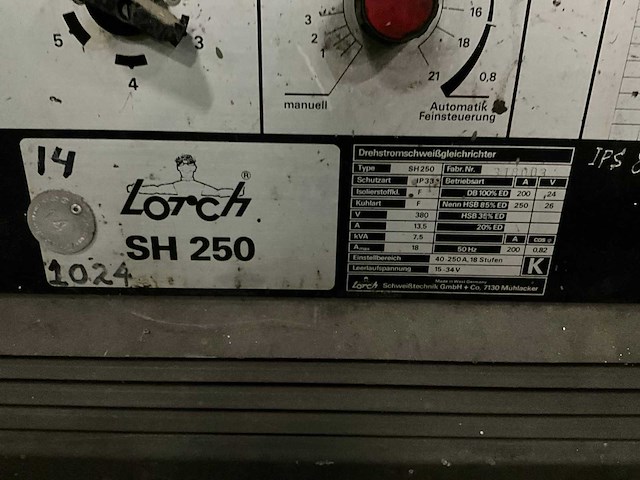 5
3
4
3
2
1
16
18
21
0,8
manuell
Automatik
Feinsteuerung
14
Lorch ®
SH 250
1024
Drehstromschweißgleichrichter
Type SH250 Fabr. Nr.
Schutzart IP33 Betriebsart A V
Isolierstoffkl. F DB 100% ED 200 24
Kühlart F Nenn HSB 85% ED 250 26
V 380 HSB 35% ED
A 13,5 20% ED
kVA 7,5 A cos φ
Amax 18 50 Hz 200 0,82
Einstellbereich 40-250 A, 18 Stufen
Leerlaufspannung 15-34 V
K
Made in West Germany
Lorch Schweißtechnik GmbH + Co, 7130 Mühlacker
IPS